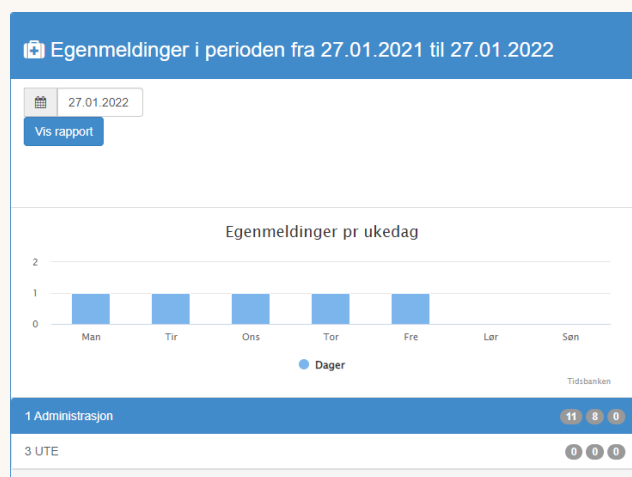 Egenmeldinger i perioden fra 27.01.2021 til 27.01.2022
27.01.2022
Vis rapport
Egenmeldinger pr ukedag
2
1
0
Man Tir Ons Tor Fre Lør Søn
Dager
Tidsbanken
1 Administrasjon 11 8 0
3 UTE 0 0 0